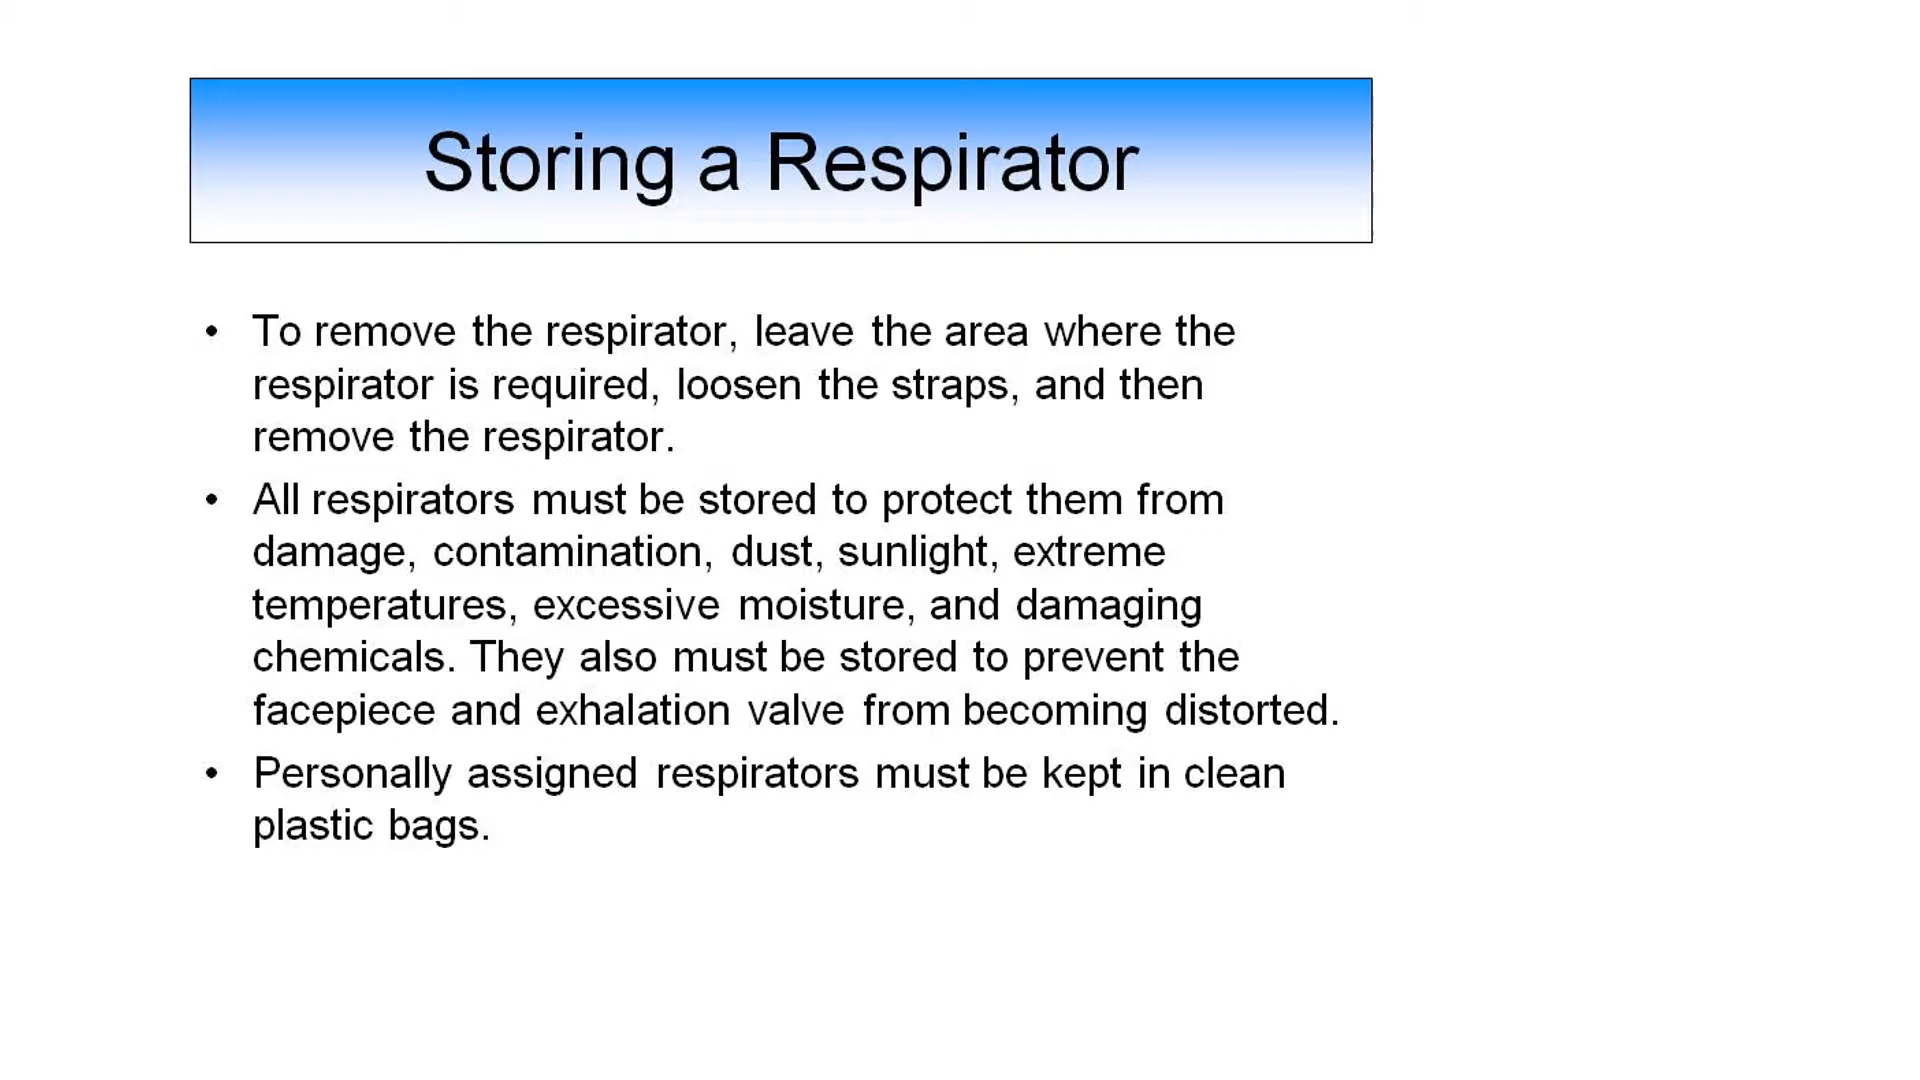 Storing a Respirator
• To remove the respirator, leave the area where the
respirator is required, loosen the straps, and then
remove the respirator.
• All respirators must be stored to protect them from
damage, contamination, dust, sunlight, extreme
temperatures, excessive moisture, and damaging
chemicals. They also must be stored to prevent the
facepiece and exhalation valve from becoming distorted.
• Personally assigned respirators must be kept in clean
plastic bags.